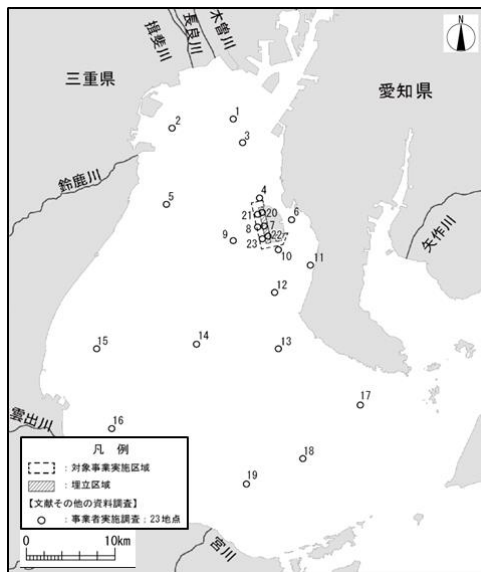 N
木曽川
長良川
揖斐川
三重県
愛知県
鈴鹿川
矢作川
1
2
3
4
5
21
20
6
7
8
22
9
23
10
11
12
13
14
15
16
17
18
19
雲出川
宮川
凡 例
：対象事業実施区域
：埋立区域
【文献その他の資料調査】
：事業者実施調査：23地点
0 10km